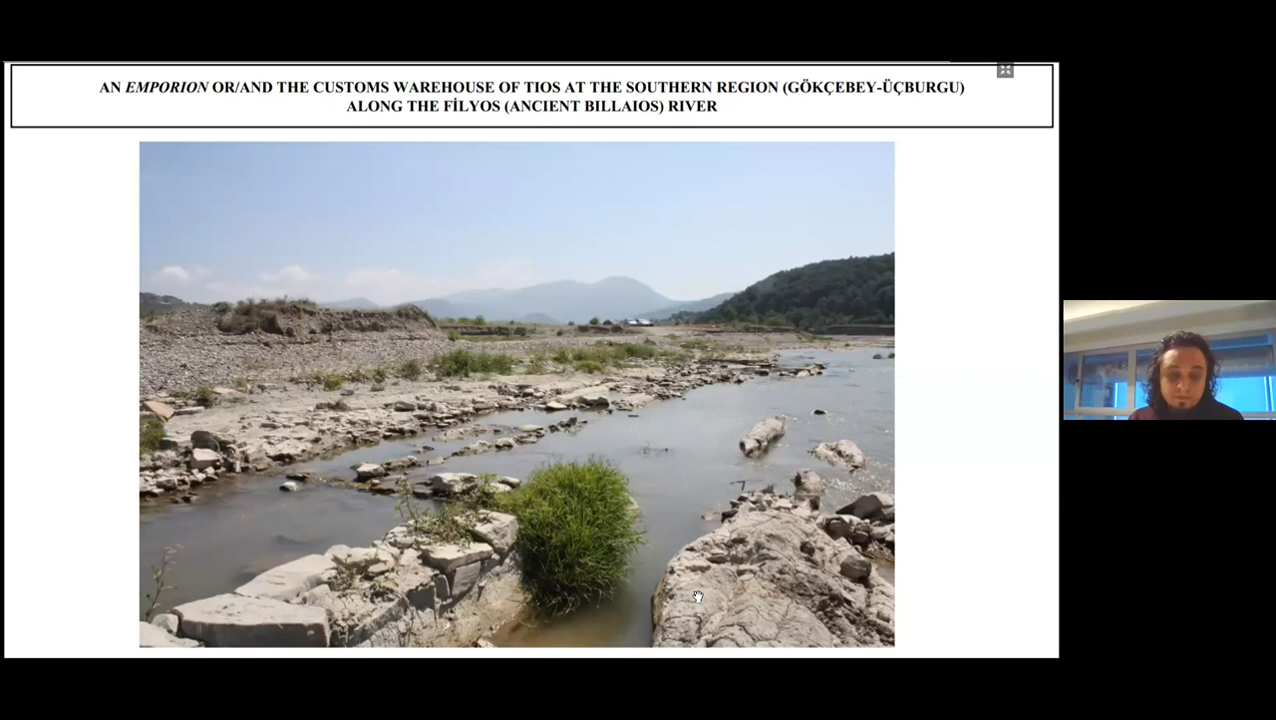 AN EMPORION OR/AND THE CUSTOMS WAREHOUSE OF TIOS AT THE SOUTHERN REGION (GÖKÇEBEY-ÜÇBURGU)
ALONG THE FİLYOS (ANCIENT BILLAIOS) RIVER